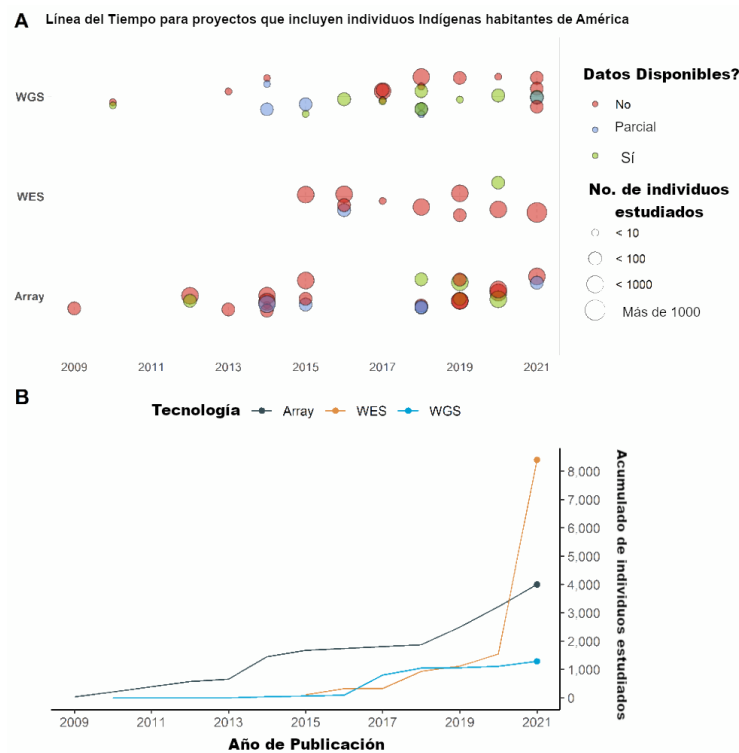 A Línea del Tiempo para proyectos que incluyen individuos Indígenas habitantes de América
WGS
WES
Array
2009 2011 2013 2015 2017 2019 2021
Datos Disponibles?
No
Parcial
Sí
No. de individuos
estudiados
< 10
< 100
< 1000
Más de 1000
B
Tecnología Array WES WGS
8,000
7,000
6,000
5,000
4,000
3,000
2,000
1,000
0
Acumulado de individuos estudiados
2009 2011 2013 2015 2017 2019 2021
Año de Publicación